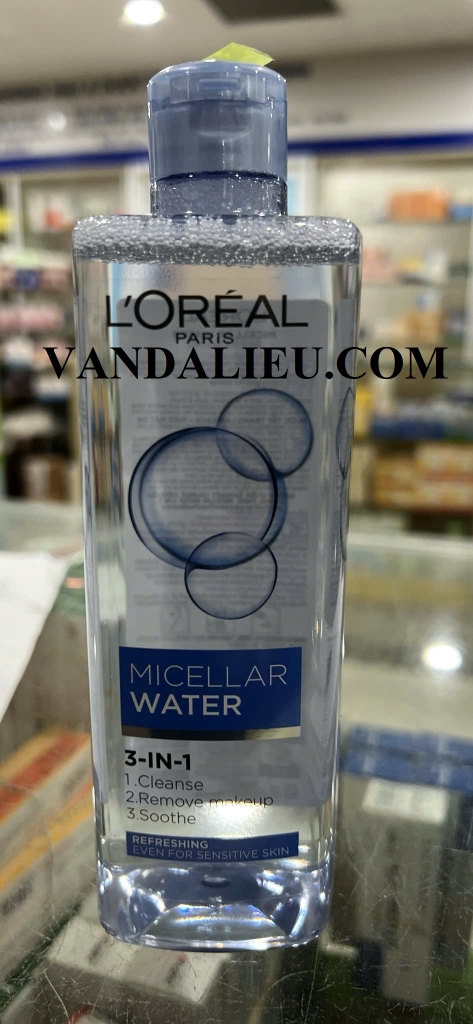 L'ORÉAL
PARIS
VANDALIEU.COM
MICELLAR
WATER
3-IN-1
1.Cleanse
2.Remove makeup
3.Soothe
REFRESHING
EVEN FOR SENSITIVE SKIN